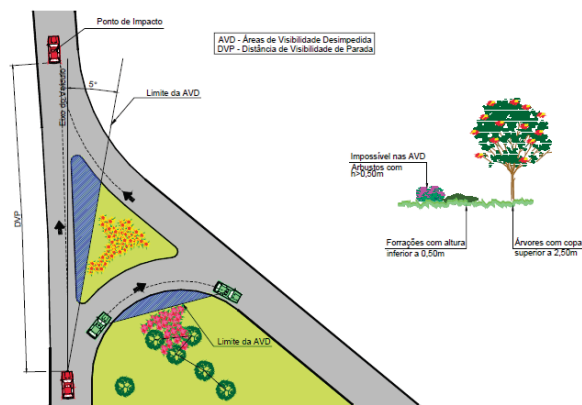 Ponto de Impacto
AVD - Áreas de Visibilidade Desimpedida
DVP - Distância de Visibilidade de Parada
5°
Limite da AVD
Eixo do Veículo
DVP
Impossível nas AVD
Arbustos com
h>0,50m
Forrações com altura
inferior a 0,50m
Árvores com copa
superior a 2,50m
Limite da AVD